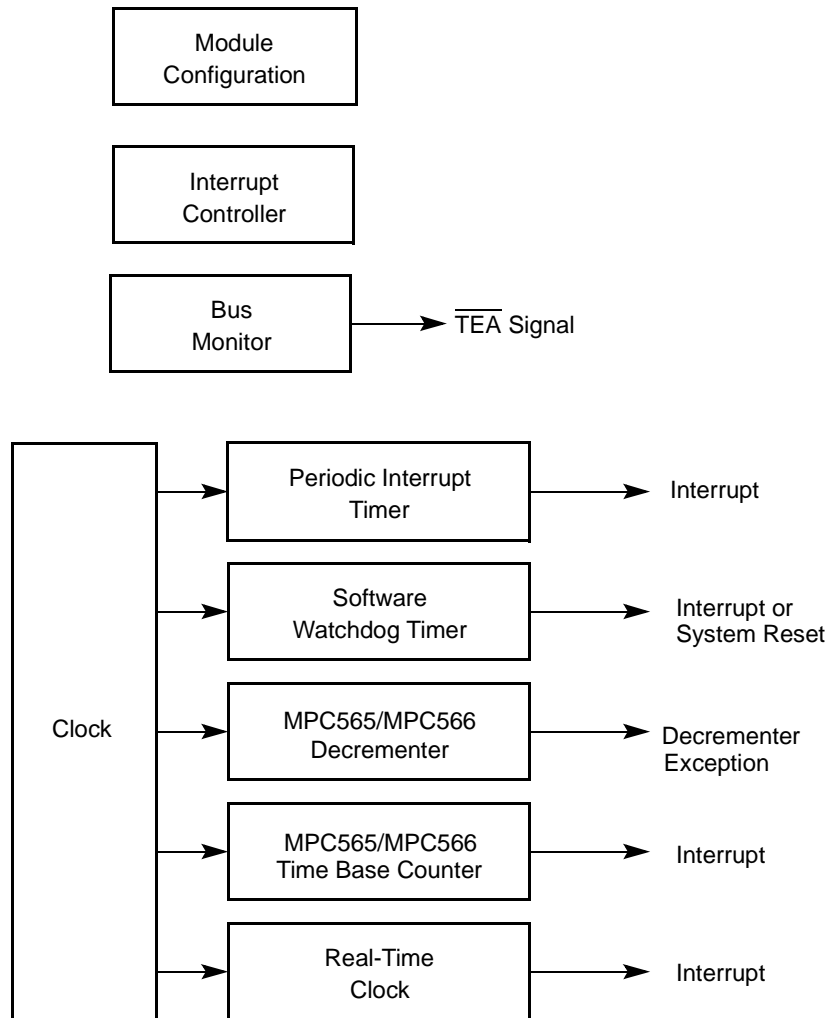 Module
Configuration
Interrupt
Controller
Bus
Monitor
TEA Signal
Clock
Periodic Interrupt
Timer
Interrupt
Software
Watchdog Timer
Interrupt or
System Reset
MPC565/MPC566
Decrementer
Decrementer
Exception
MPC565/MPC566
Time Base Counter
Interrupt
Real-Time
Clock
Interrupt